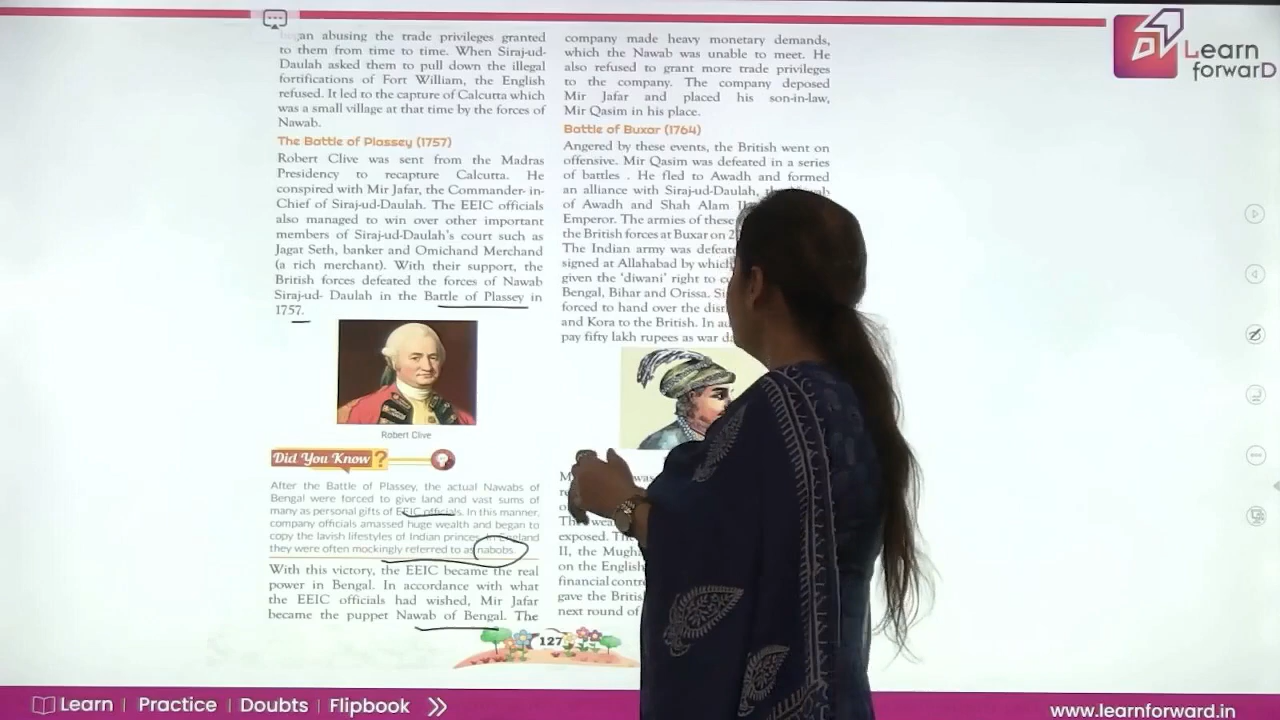 gan abusing the trade privileges granted
to them from time to time. When Siraj-ud-
Daulah asked them to pull down the illegal
fortifications of Fort William, the English
refused. It led to the capture of Calcutta which
was a small village at that time by the forces of
Nawab.
The Battle of Plassey (1757)
Robert Clive was sent from the Madras
Presidency to recapture Calcutta. He
conspired with Mir Jafar, the Commander- in-
Chief of Siraj-ud-Daulah. The EEIC officials
also managed to win over other important
members of Siraj-ud-Daulah's court such as
Jagat Seth, banker and Omichand Merchand
(a rich merchant). With their support, the
British forces defeated the forces of Nawab
Siraj-ud- Daulah in the Battle of Plassey in
1757.
Robert Clive
Did You Know ?
After the Battle of Plassey, the actual Nawabs of
Bengal were forced to give land and vast sums of
many as personal gifts of EEIC officials. In this manner,
company officials amassed huge wealth and began to
copy the lavish lifestyles of Indian princes. In England
they were often mockingly referred to as nabobs.
With this victory, the EEIC became the real
power in Bengal. In accordance with what
the EEIC officials had wished, Mir Jafar
became the puppet Nawab of Bengal. The
company made heavy monetary demands,
which the Nawab was unable to meet. He
also refused to grant more trade privileges
to the company. The company deposed
Mir Jafar and placed his son-in-law,
Mir Qasim in his place.
Battle of Buxar (1764)
Angered by these events, the British went on
offensive. Mir Qasim was defeated in a series
of battles . He fled to Awadh and formed
an alliance with Siraj-ud-Daulah,
of Awadh and Shah Alam
Emperor. The armies of these
the British forces at Buxar on
The Indian army was
signed at Allahabad by which
given the 'diwani' right to
Bengal, Bihar and Orissa.
forced to hand over the
and Kora to the British. In
pay fifty lakh rupees as war
was
exposed.
II, the
on the English
financial
gave the
next round of
127
Learn
forwarD
Learn | Practice | Doubts | Flipbook
www.learnforward.in